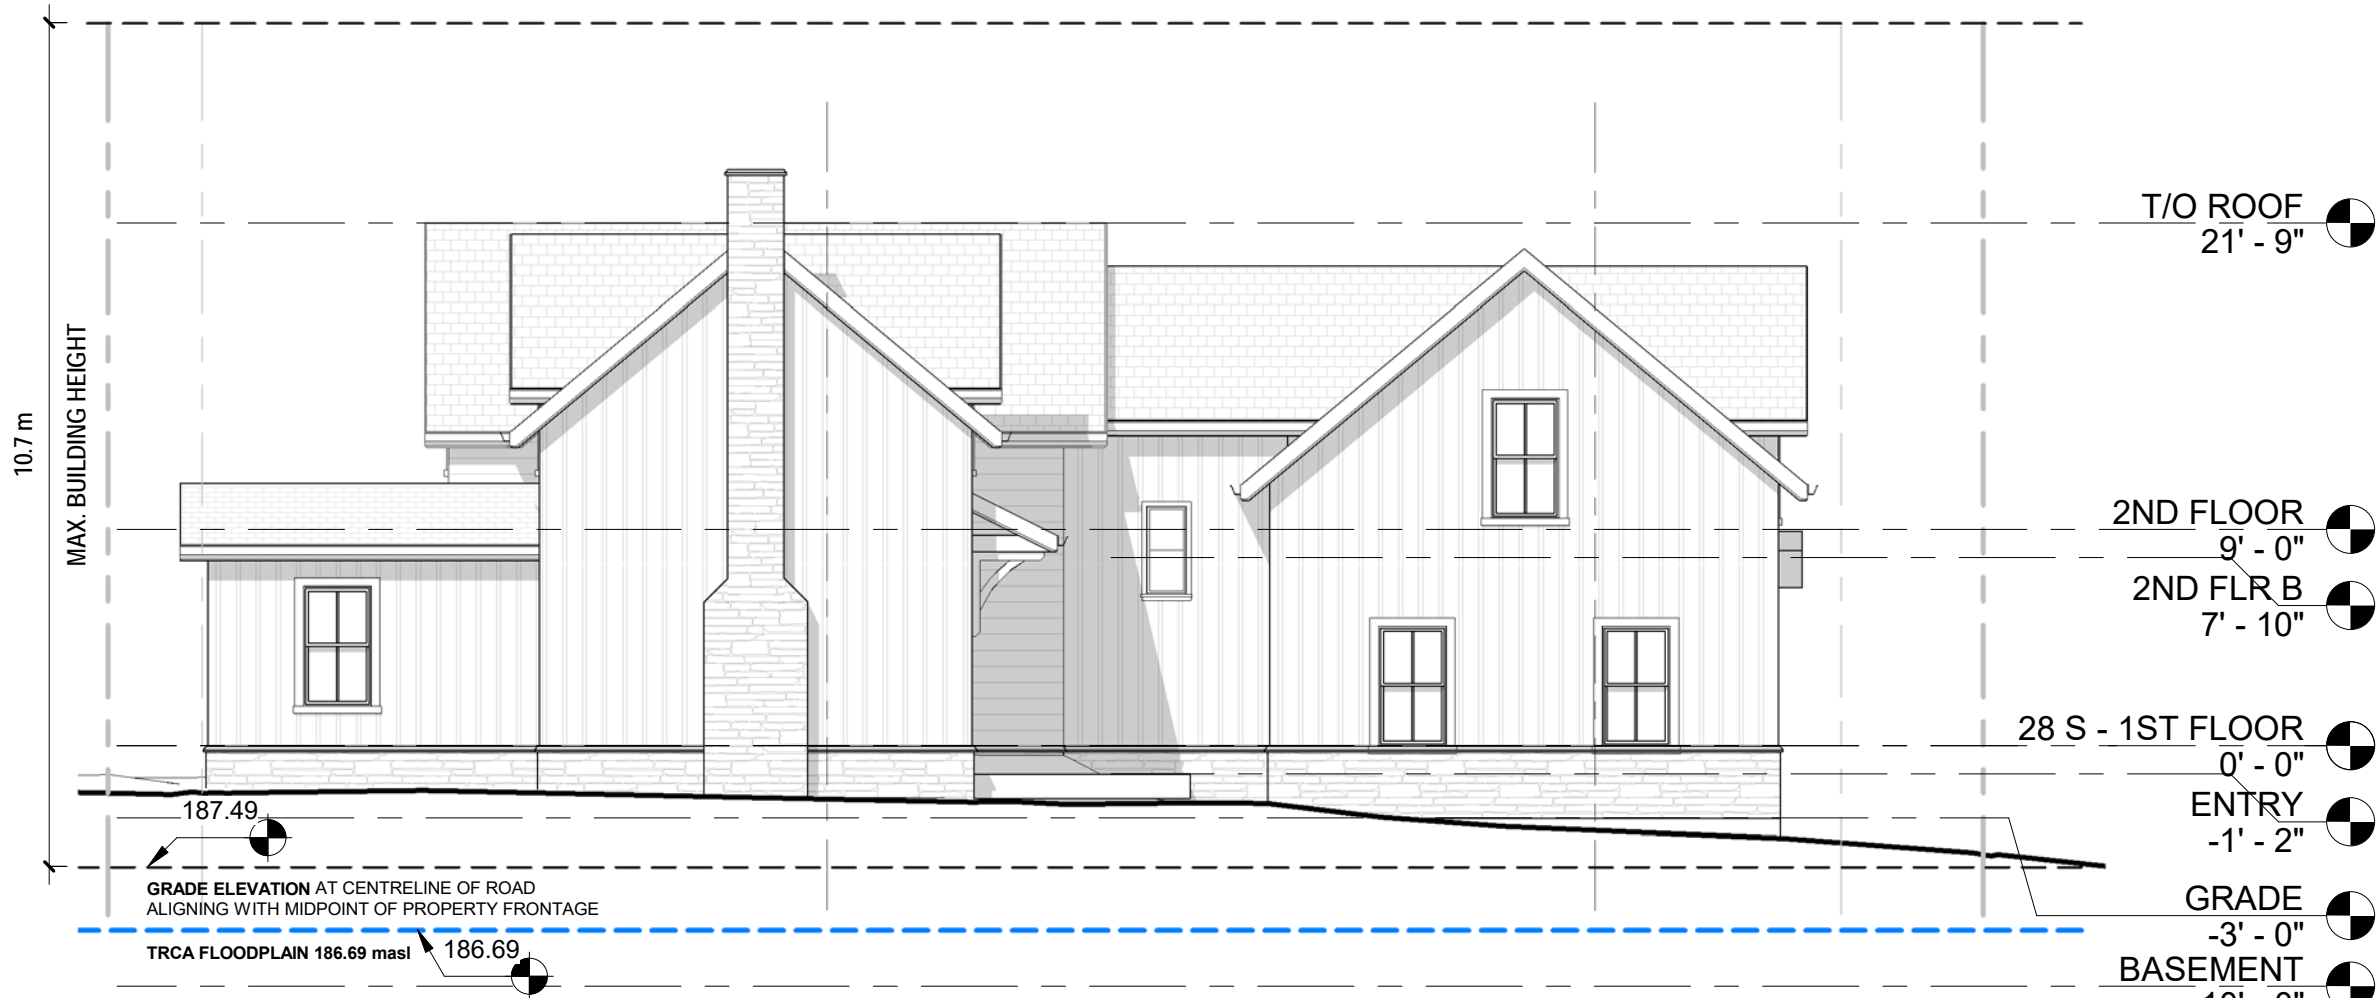 10.7 m
MAX. BUILDING HEIGHT
T/O ROOF
21' - 9"
2ND FLOOR
9' - 0"
2ND FLR B
7' - 10"
28 S - 1ST FLOOR
0' - 0"
ENTRY
-1' - 2"
GRADE
-3' - 0"
BASEMENT
187.49
GRADE ELEVATION AT CENTRELINE OF ROAD
ALIGNING WITH MIDPOINT OF PROPERTY FRONTAGE
TRCA FLOODPLAIN 186.69 masl
186.69